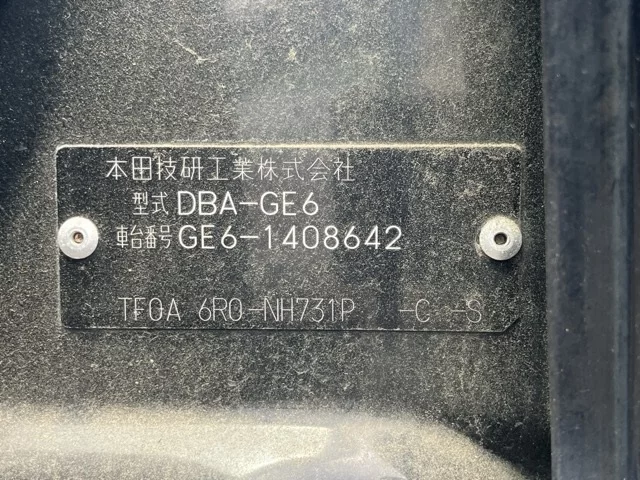 本田技研工業株式会社
型式 DBA-GE6
車台番号 GE6-1408642
TF0A 6R0-NH731P -C -S